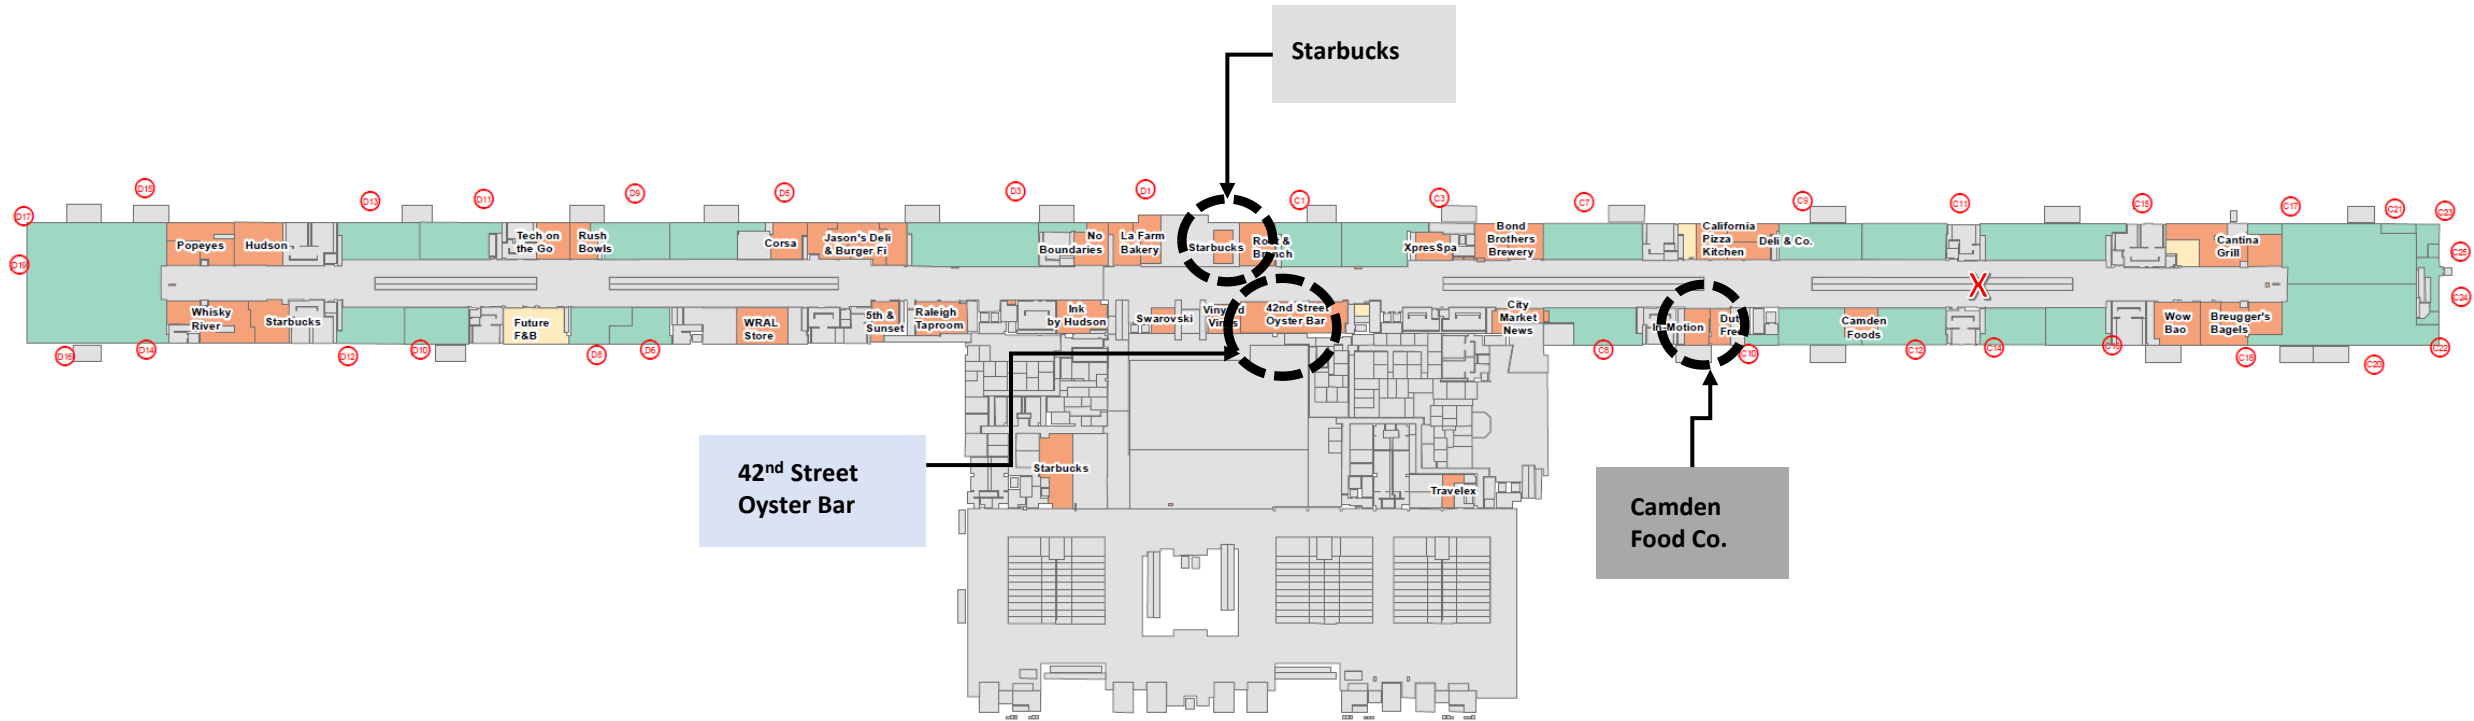 Starbucks
D15
D13
D11
D9
D5
D3
D1
C1
C3
C7
C9
C11
C15
C17
C21
C23
D17
Popeyes
Hudson
Tech on
the Go
Rush
Bowls
Corsa
Jason's Deli
& Burger Fi
No
Boundaries
La Farm
Bakery
Starbucks
Root &
Branch
XpresSpa
Bond
Brothers
Brewery
California
Pizza
Kitchen
Deli & Co.
Cantina
Grill
C25
D19
X
C24
Whisky
River
Starbucks
Future
F&B
WRAL
Store
5th &
Sunset
Raleigh
Taproom
Ink
by Hudson
Swarovski
42nd Street
Oyster Bar
City
Market
News
In-Motion
Camden
Foods
Wow
Bao
Breugger's
Bagels
D16
D14
D12
D10
D8
D6
C10
C12
C14
C18
C20
C22
42nd Street
Oyster Bar
Starbucks
Travelex
Camden
Food Co.